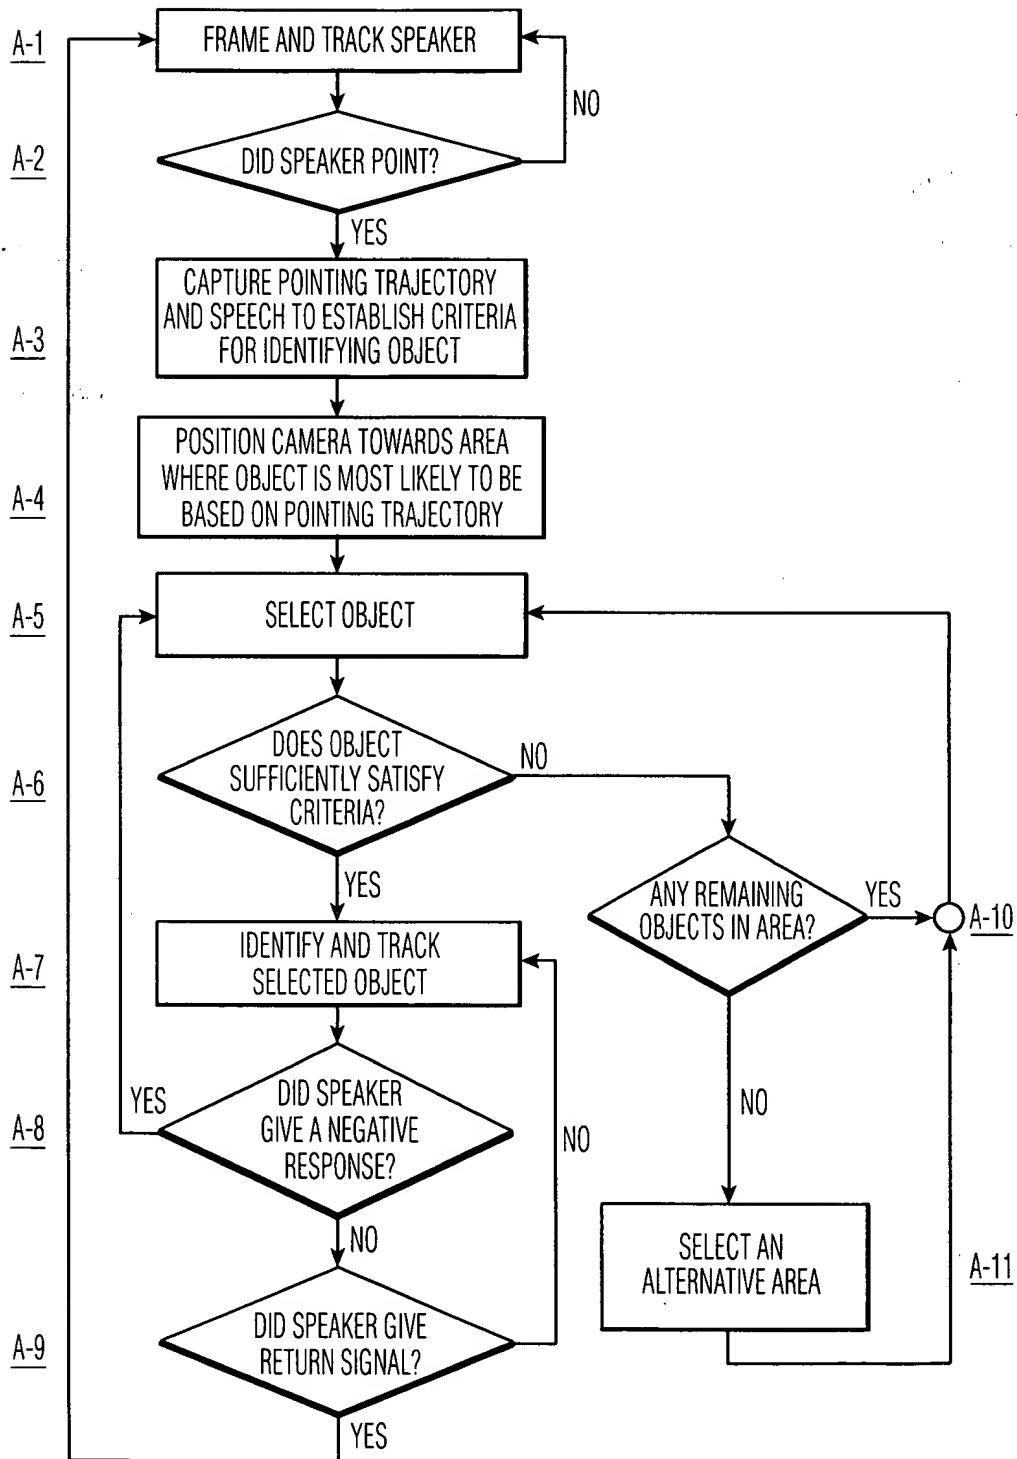 A-1
FRAME AND TRACK SPEAKER
NO
A-2
DID SPEAKER POINT?
YES
A-3
CAPTURE POINTING TRAJECTORY
AND SPEECH TO ESTABLISH CRITERIA
FOR IDENTIFYING OBJECT
A-4
POSITION CAMERA TOWARDS AREA
WHERE OBJECT IS MOST LIKELY TO BE
BASED ON POINTING TRAJECTORY
A-5
SELECT OBJECT
A-6
DOES OBJECT
SUFFICIENTLY SATISFY
CRITERIA?
NO
YES
ANY REMAINING
OBJECTS IN AREA?
YES
A-10
A-7
IDENTIFY AND TRACK
SELECTED OBJECT
YES
A-8
DID SPEAKER
GIVE A NEGATIVE
RESPONSE?
NO
NO
NO
A-9
DID SPEAKER GIVE
RETURN SIGNAL?
YES
SELECT AN
ALTERNATIVE AREA
A-11